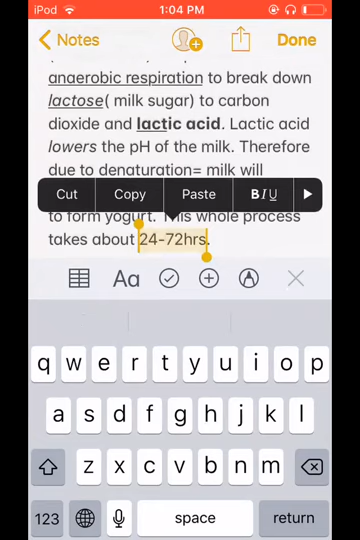 iPod 1:04 PM
Notes Done
anaerobic respiration to break down
lactose( milk sugar) to carbon
dioxide and lactic acid. Lactic acid
lowers the pH of the milk. Therefore
due to denaturation= milk will
Cut Copy Paste BIU
to form yogurt. This whole process
takes about 24-72hrs.
Aa
q w e r t y u i o p
a s d f g h j k l
z x c v b n m
123 space return